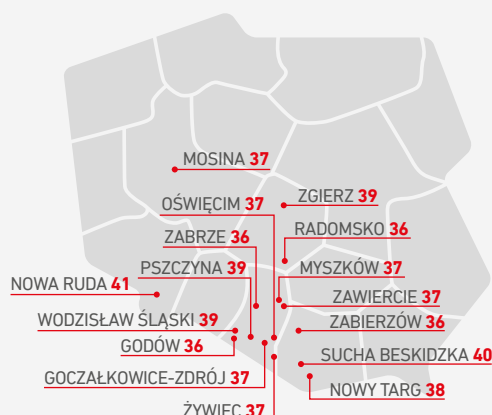 MOSINA 37
OŚWIĘCIM 37
ZGIERZ 39
ZABRZE 36
RADOMSKO 36
PSZCZYNA 39
MYSZKÓW 37
NOWA RUDA 41
ZAWIERCIE 37
WODZISŁAW ŚLĄSKI 39
ZABIERZÓW 36
GODÓW 36
SUCHA BESKIDZKA 40
GOCZAŁKOWICE-ZDRÓJ 37
NOWY TARG 38
ŻYWIEC 37